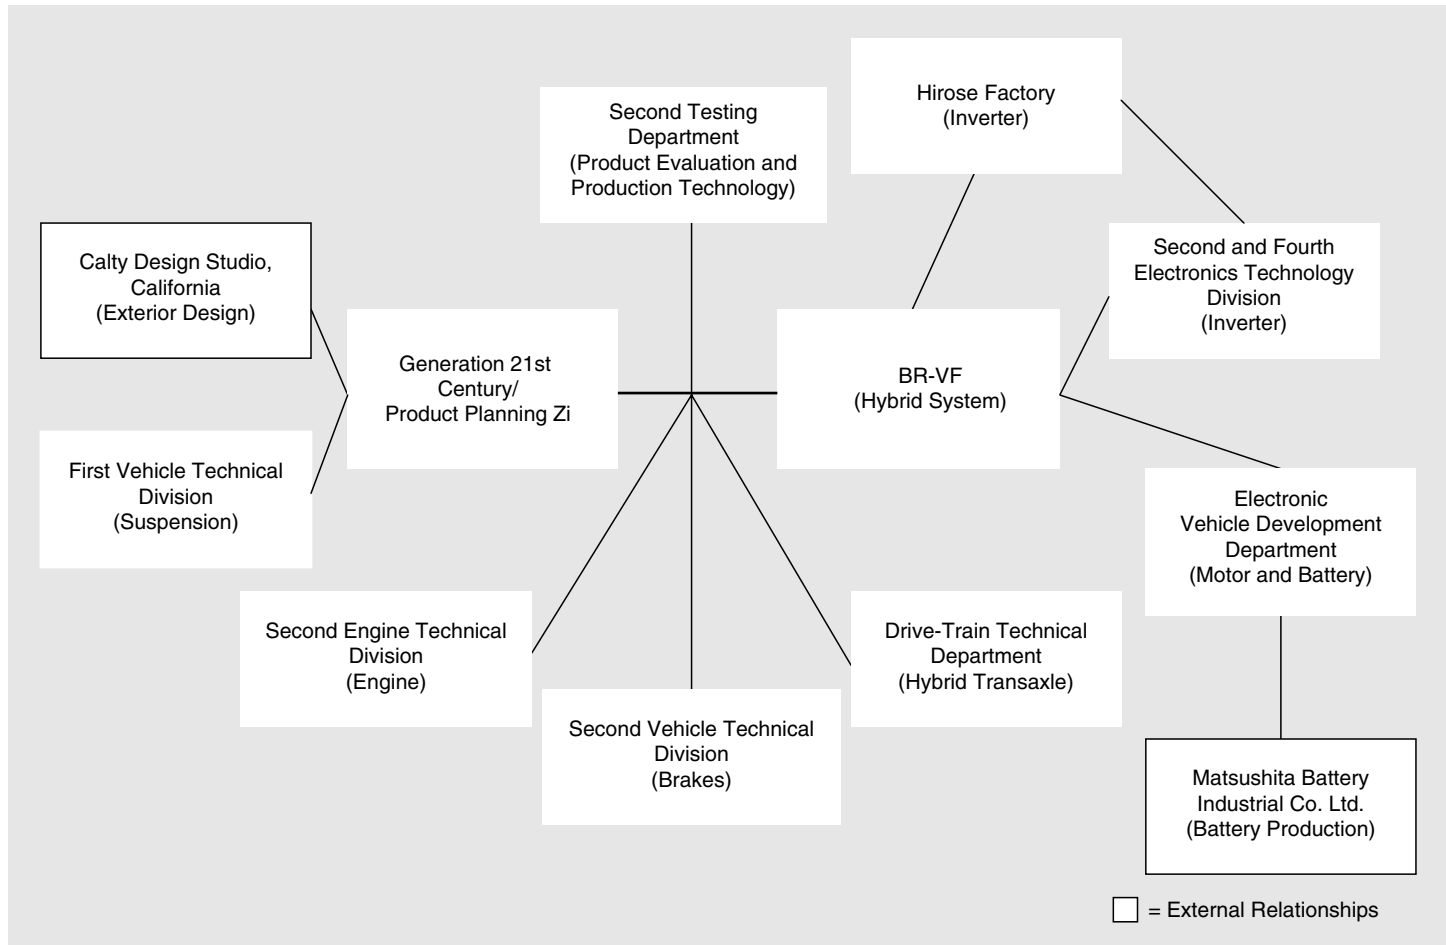 Hirose Factory
(Inverter)
Second Testing
Department
(Product Evaluation and
Production Technology)
Calty Design Studio,
California
(Exterior Design)
Second and Fourth
Electronics Technology
Division
(Inverter)
Generation 21st
Century/
Product Planning Zi
BR-VF
(Hybrid System)
First Vehicle Technical
Division
(Suspension)
Electronic
Vehicle Development
Department
(Motor and Battery)
Second Engine Technical
Division
(Engine)
Drive-Train Technical
Department
(Hybrid Transaxle)
Second Vehicle Technical
Division
(Brakes)
Matsushita Battery
Industrial Co. Ltd.
(Battery Production)
= External Relationships